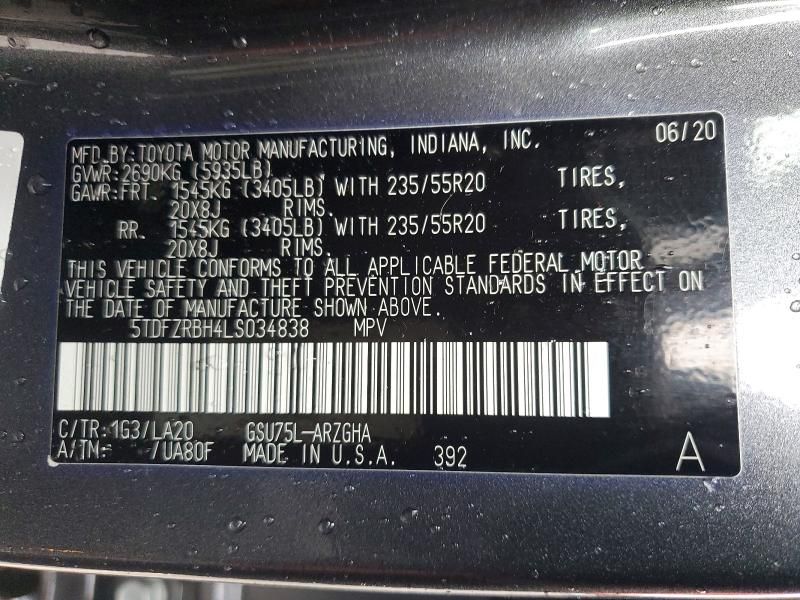 MFD.BY:TOYOTA MOTOR MANUFACTURING, INDIANA, INC. 06/20
GVWR:2690KG (5935LB)
GAWR:FRT. 1545KG (3405LB) WITH 235/55R20 TIRES,
20X8J RIMS.
RR. 1545KG (3405LB) WITH 235/55R20 TIRES,
20X8J RIMS.
THIS VEHICLE CONFORMS TO ALL APPLICABLE FEDERAL MOTOR
VEHICLE SAFETY AND THEFT PREVENTION STANDARDS IN EFFECT ON
THE DATE OF MANUFACTURE SHOWN ABOVE.
5TDFZRBH4LS034838 MPV
C/TR:1G3/LA20 GSU75L-ARZGHA
A/TM: /UA80F MADE IN U.S.A. 392 A